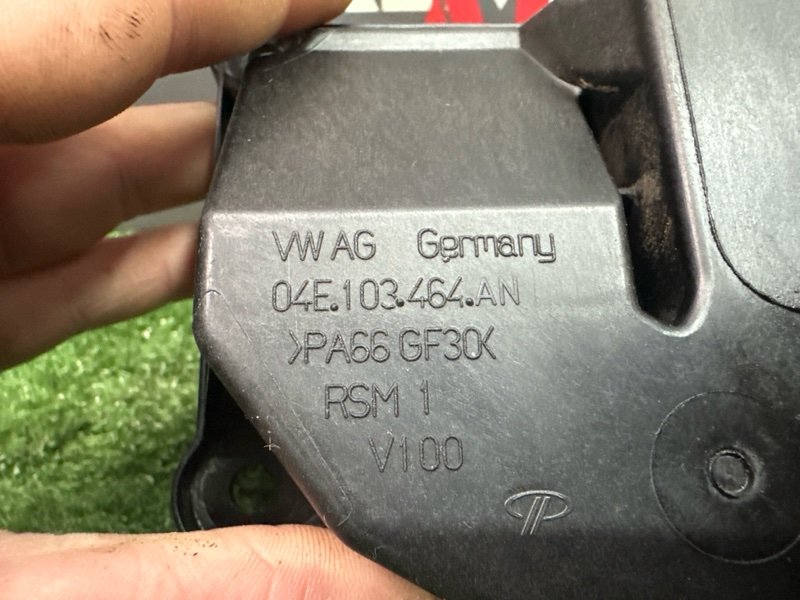 VW AG Germany
04E.103.464.AN
>PA66 GF30<
RSM 1
V100